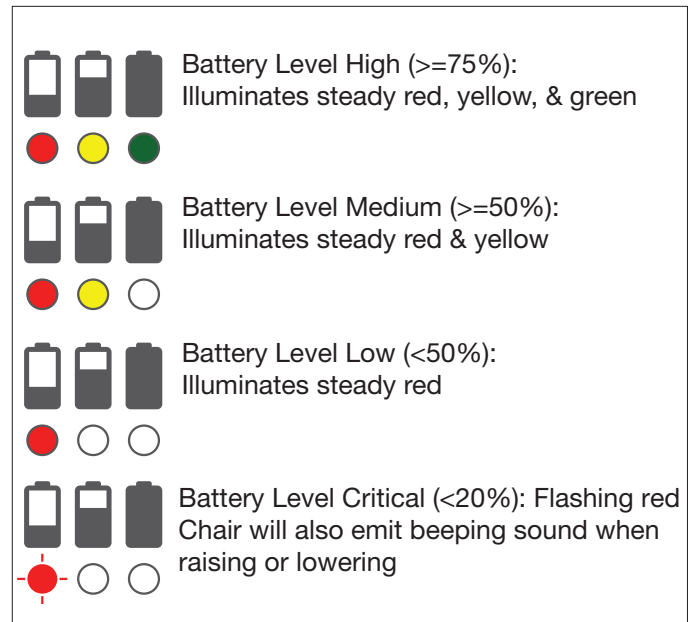 Battery Level High (>=75%):
Illuminates steady red, yellow, & green
Battery Level Medium (>=50%):
Illuminates steady red & yellow
Battery Level Low (<50%):
Illuminates steady red
Battery Level Critical (<20%): Flashing red
Chair will also emit beeping sound when
raising or lowering